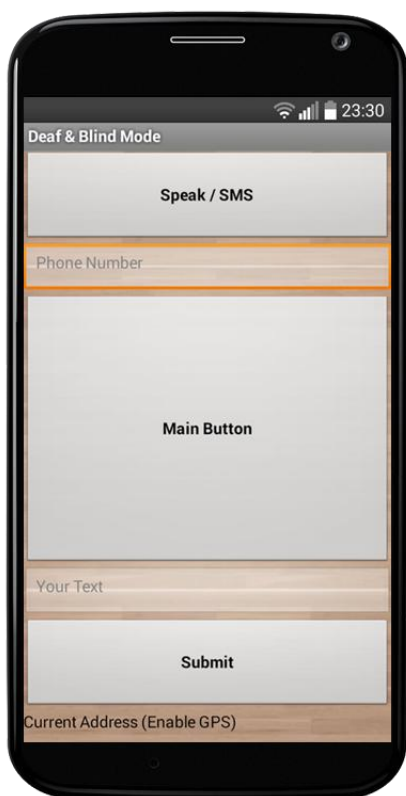 23:30
Deaf & Blind Mode
Speak / SMS
Phone Number
Main Button
Your Text
Submit
Current Address (Enable GPS)